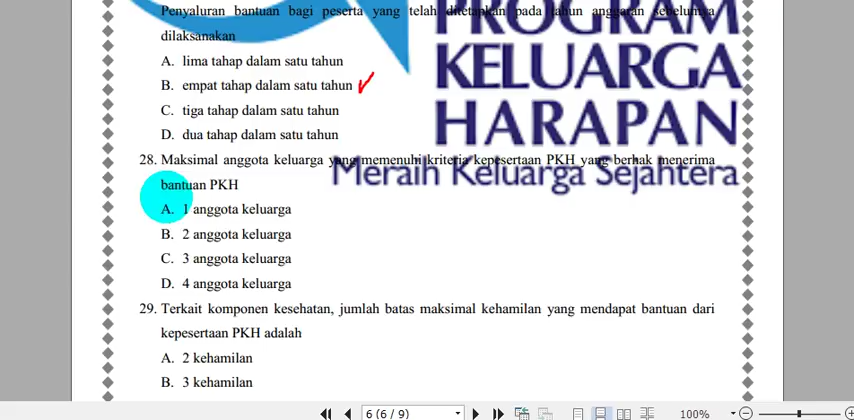 Penyaluran bantuan bagi peserta yang telah ditetapkan pada tahun anggaran sebelumnya
dilaksanakan
A. lima tahap dalam satu tahun
B. empat tahap dalam satu tahun
C. tiga tahap dalam satu tahun
D. dua tahap dalam satu tahun
PROGRAM
KELUARGA
HARAPAN
Meraih Keluarga Sejahtera
28. Maksimal anggota keluarga yang memenuhi kriteria kepesertaan PKH yang berhak menerima
bantuan PKH
A. 1 anggota keluarga
B. 2 anggota keluarga
C. 3 anggota keluarga
D. 4 anggota keluarga
29. Terkait komponen kesehatan, jumlah batas maksimal kehamilan yang mendapat bantuan dari
kepesertaan PKH adalah
A. 2 kehamilan
B. 3 kehamilan
6 (6 / 9)
100%